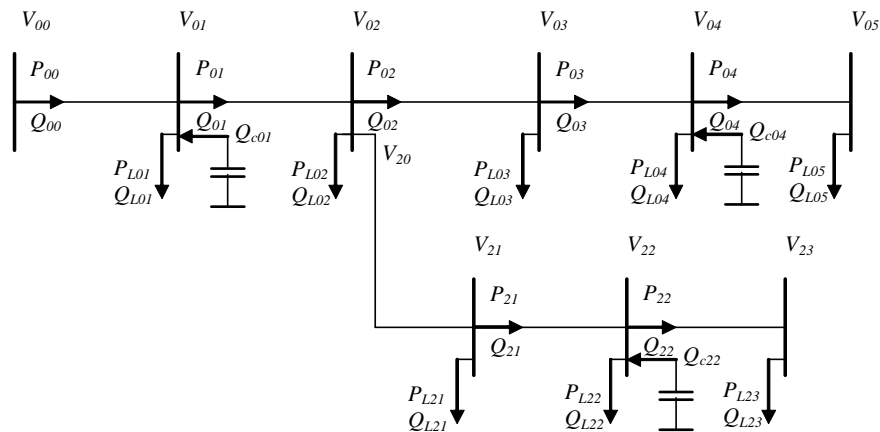 V00 V01 V02 V03 V04 V05
P00 P01 P02 P03 P04
Q00 Q01 Qc01 Q02 Q03 Q04 Qc04
V20
PL01 PL02 PL03 PL04 PL05
QL01 QL02 QL03 QL04 QL05
V21 V22 V23
P21 P22
Q21 Q22 Qc22
PL21 PL22 PL23
QL21 QL22 QL23